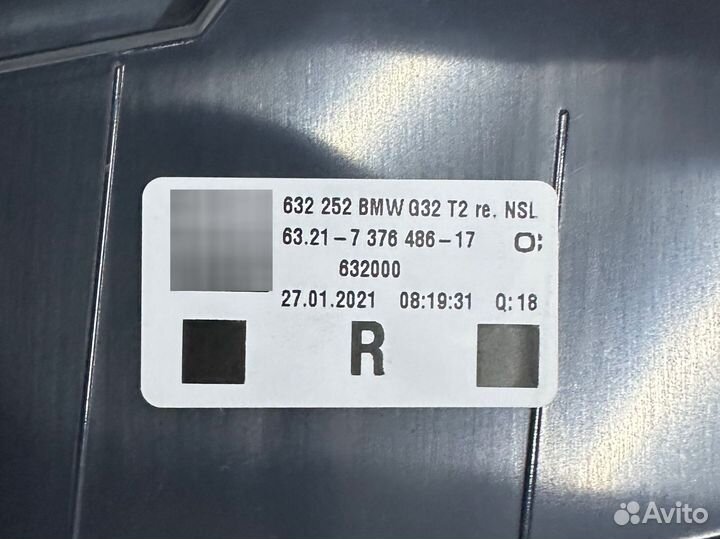 632 252 BMW G32 T2 re. NSL
63.21-7 376 486-17 O:
632000
27.01.2021 08:19:31 Q:18
R
Avito